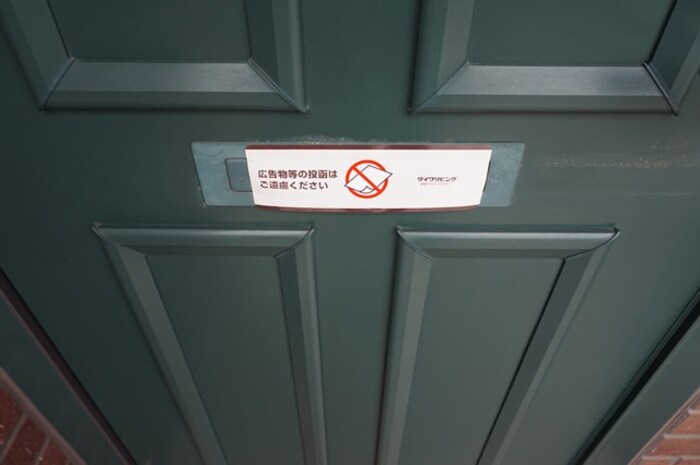 広告物等の投函は
ご遠慮ください
ダイワリビング